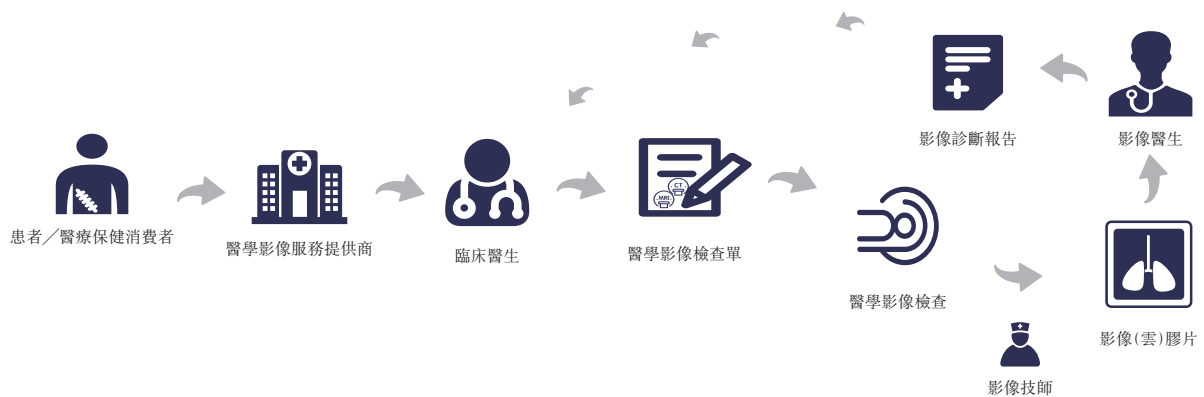 患者／醫療保健消費者
醫學影像服務提供商
臨床醫生
MRI
CT
醫學影像檢查單
醫學影像檢查
影像技師
影像(雲)膠片
影像醫生
影像診斷報告